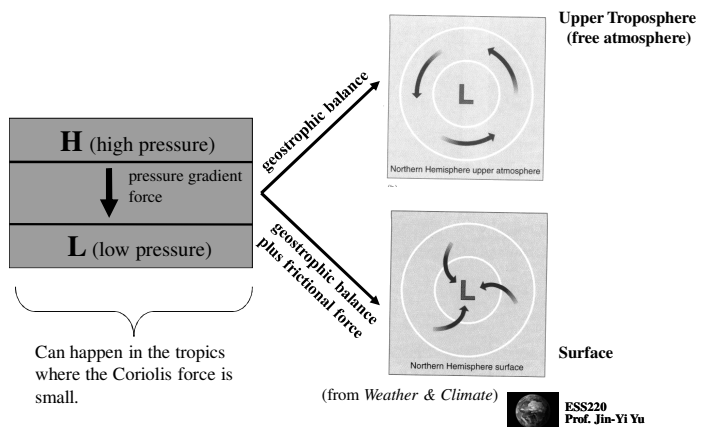 Upper Troposphere
(free atmosphere)
L
Northern Hemisphere upper atmosphere
geostrophic balance
H (high pressure)
pressure gradient
force
L (low pressure)
geostrophic balance
plus frictional force
L
Northern Hemisphere surface
Can happen in the tropics
where the Coriolis force is
small.
Surface
(from Weather & Climate)
ESS220
Prof. Jin-Yi Yu